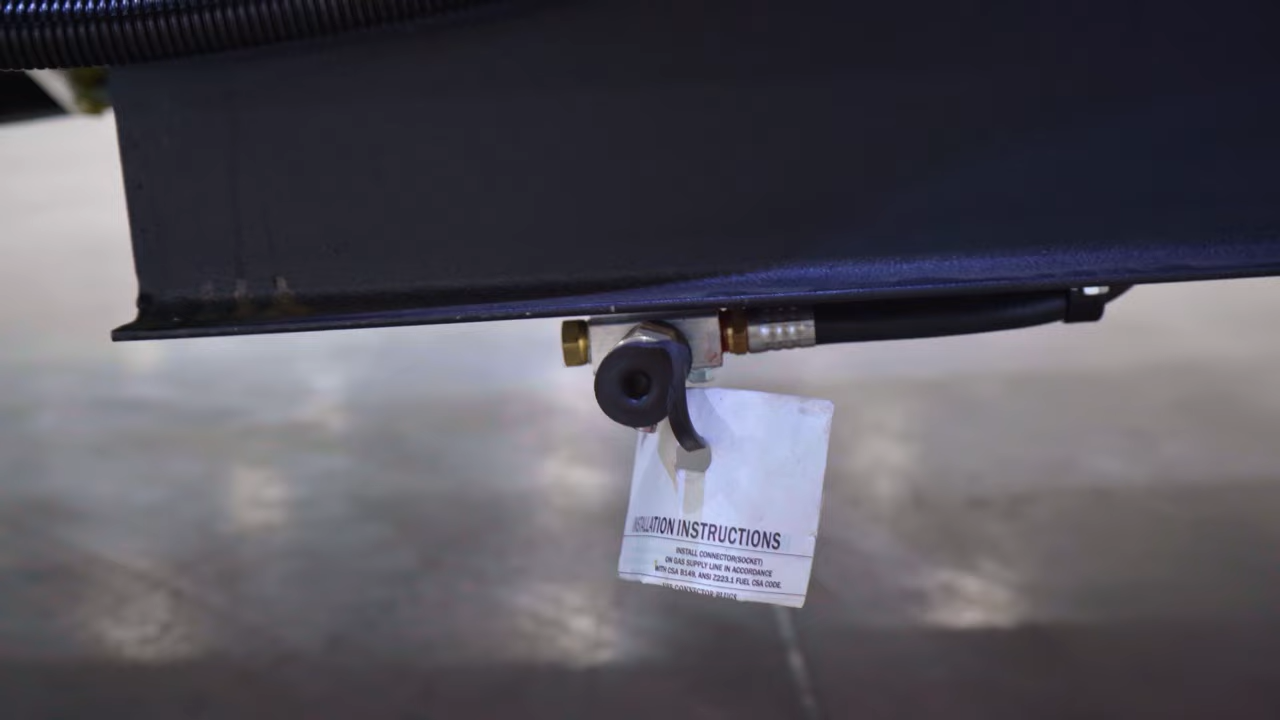 INSTALLATION INSTRUCTIONS
INSTALL CONNECTOR(SOCKET)
ON GAS SUPPLY LINE IN ACCORDANCE
WITH CSA B149, ANSI Z223.1 FUEL CSA CODE.
CONNECTOR